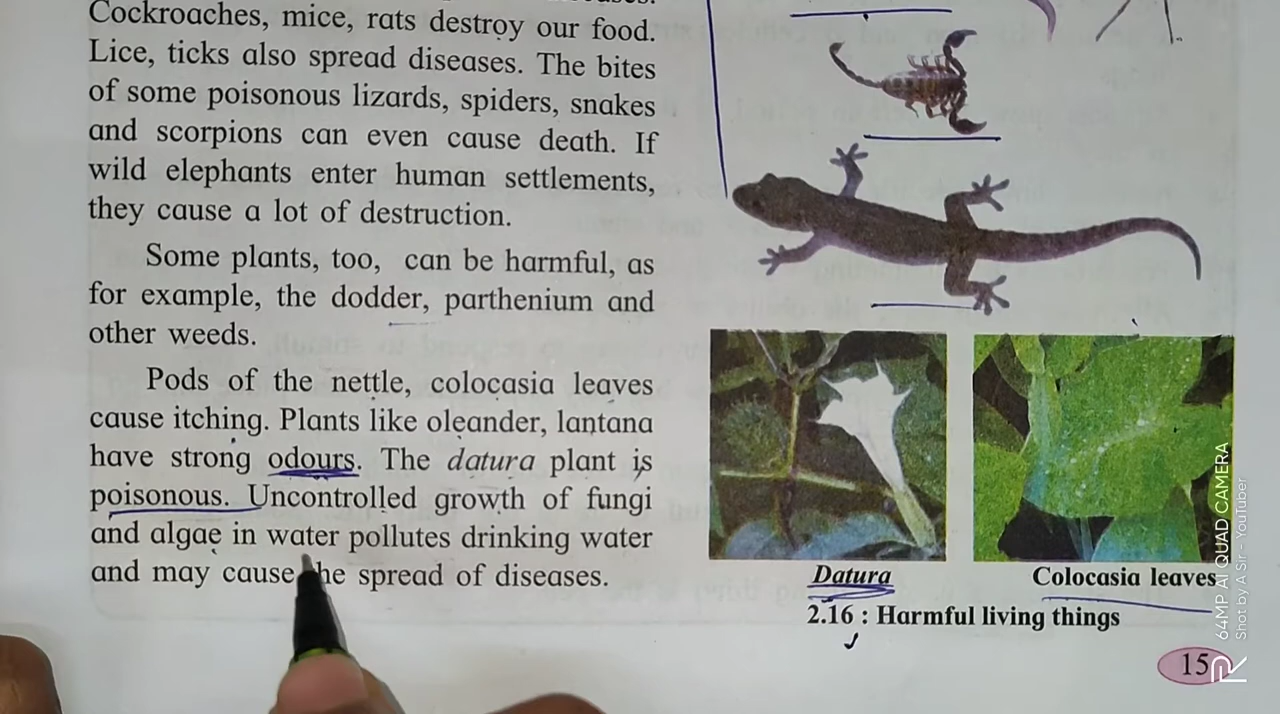 Cockroaches, mice, rats destroy our food.
Lice, ticks also spread diseases. The bites
of some poisonous lizards, spiders, snakes
and scorpions can even cause death. If
wild elephants enter human settlements,
they cause a lot of destruction.
Some plants, too, can be harmful, as
for example, the dodder, parthenium and
other weeds.
Pods of the nettle, colocasia leaves
cause itching. Plants like oleander, lantana
have strong odours. The datura plant is
poisonous. Uncontrolled growth of fungi
and algae in water pollutes drinking water
and may cause the spread of diseases.
Datura
Colocasia leaves
2.16 : Harmful living things
15
64MP AI QUAD CAMERA
Shot by A Sir - YouTuber